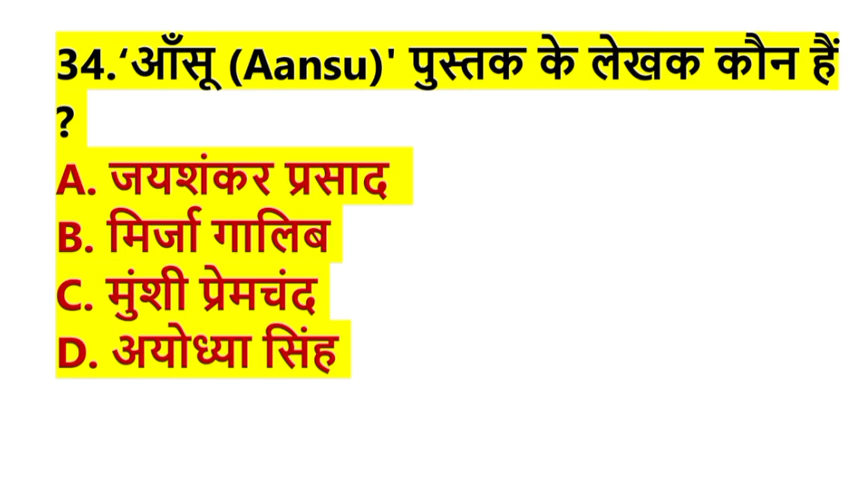 34.‘आँसू (Aansu)' पुस्तक के लेखक कौन हैं
?
A. जयशंकर प्रसाद
B. मिर्जा गालिब
C. मुंशी प्रेमचंद
D. अयोध्या सिंह